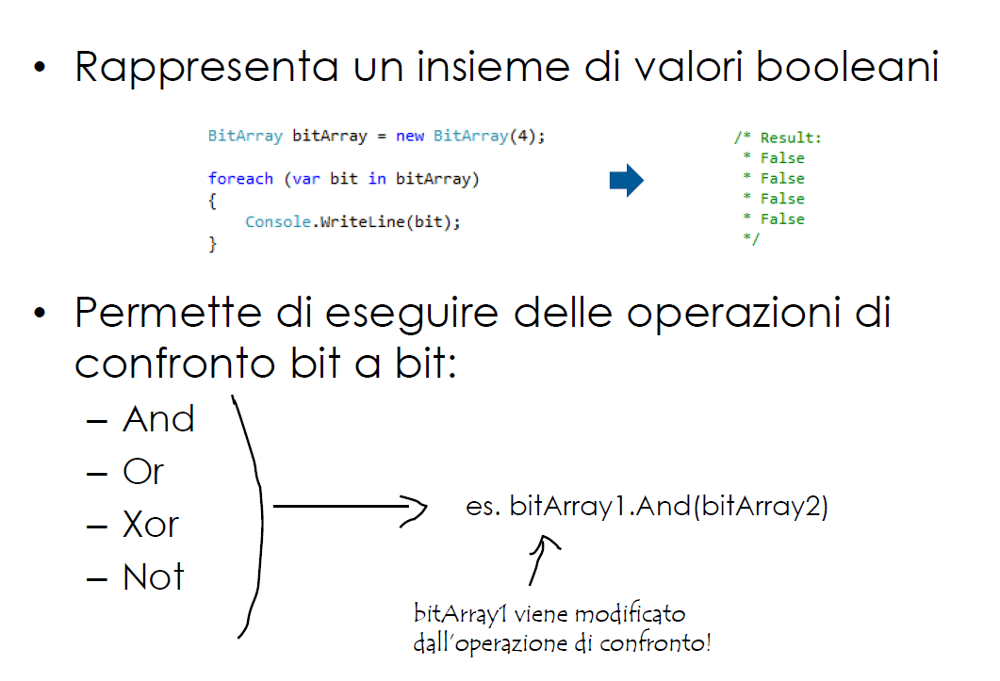 • Rappresenta un insieme di valori booleani
BitArray bitArray = new BitArray(4);
foreach (var bit in bitArray)
{
Console.WriteLine(bit);
}
/* Result:
* False
* False
* False
* False
*/
• Permette di eseguire delle operazioni di
confronto bit a bit:
– And
– Or
– Xor
– Not
es. bitArray1.And(bitArray2)
bitArray1 viene modificato
dall'operazione di confronto!